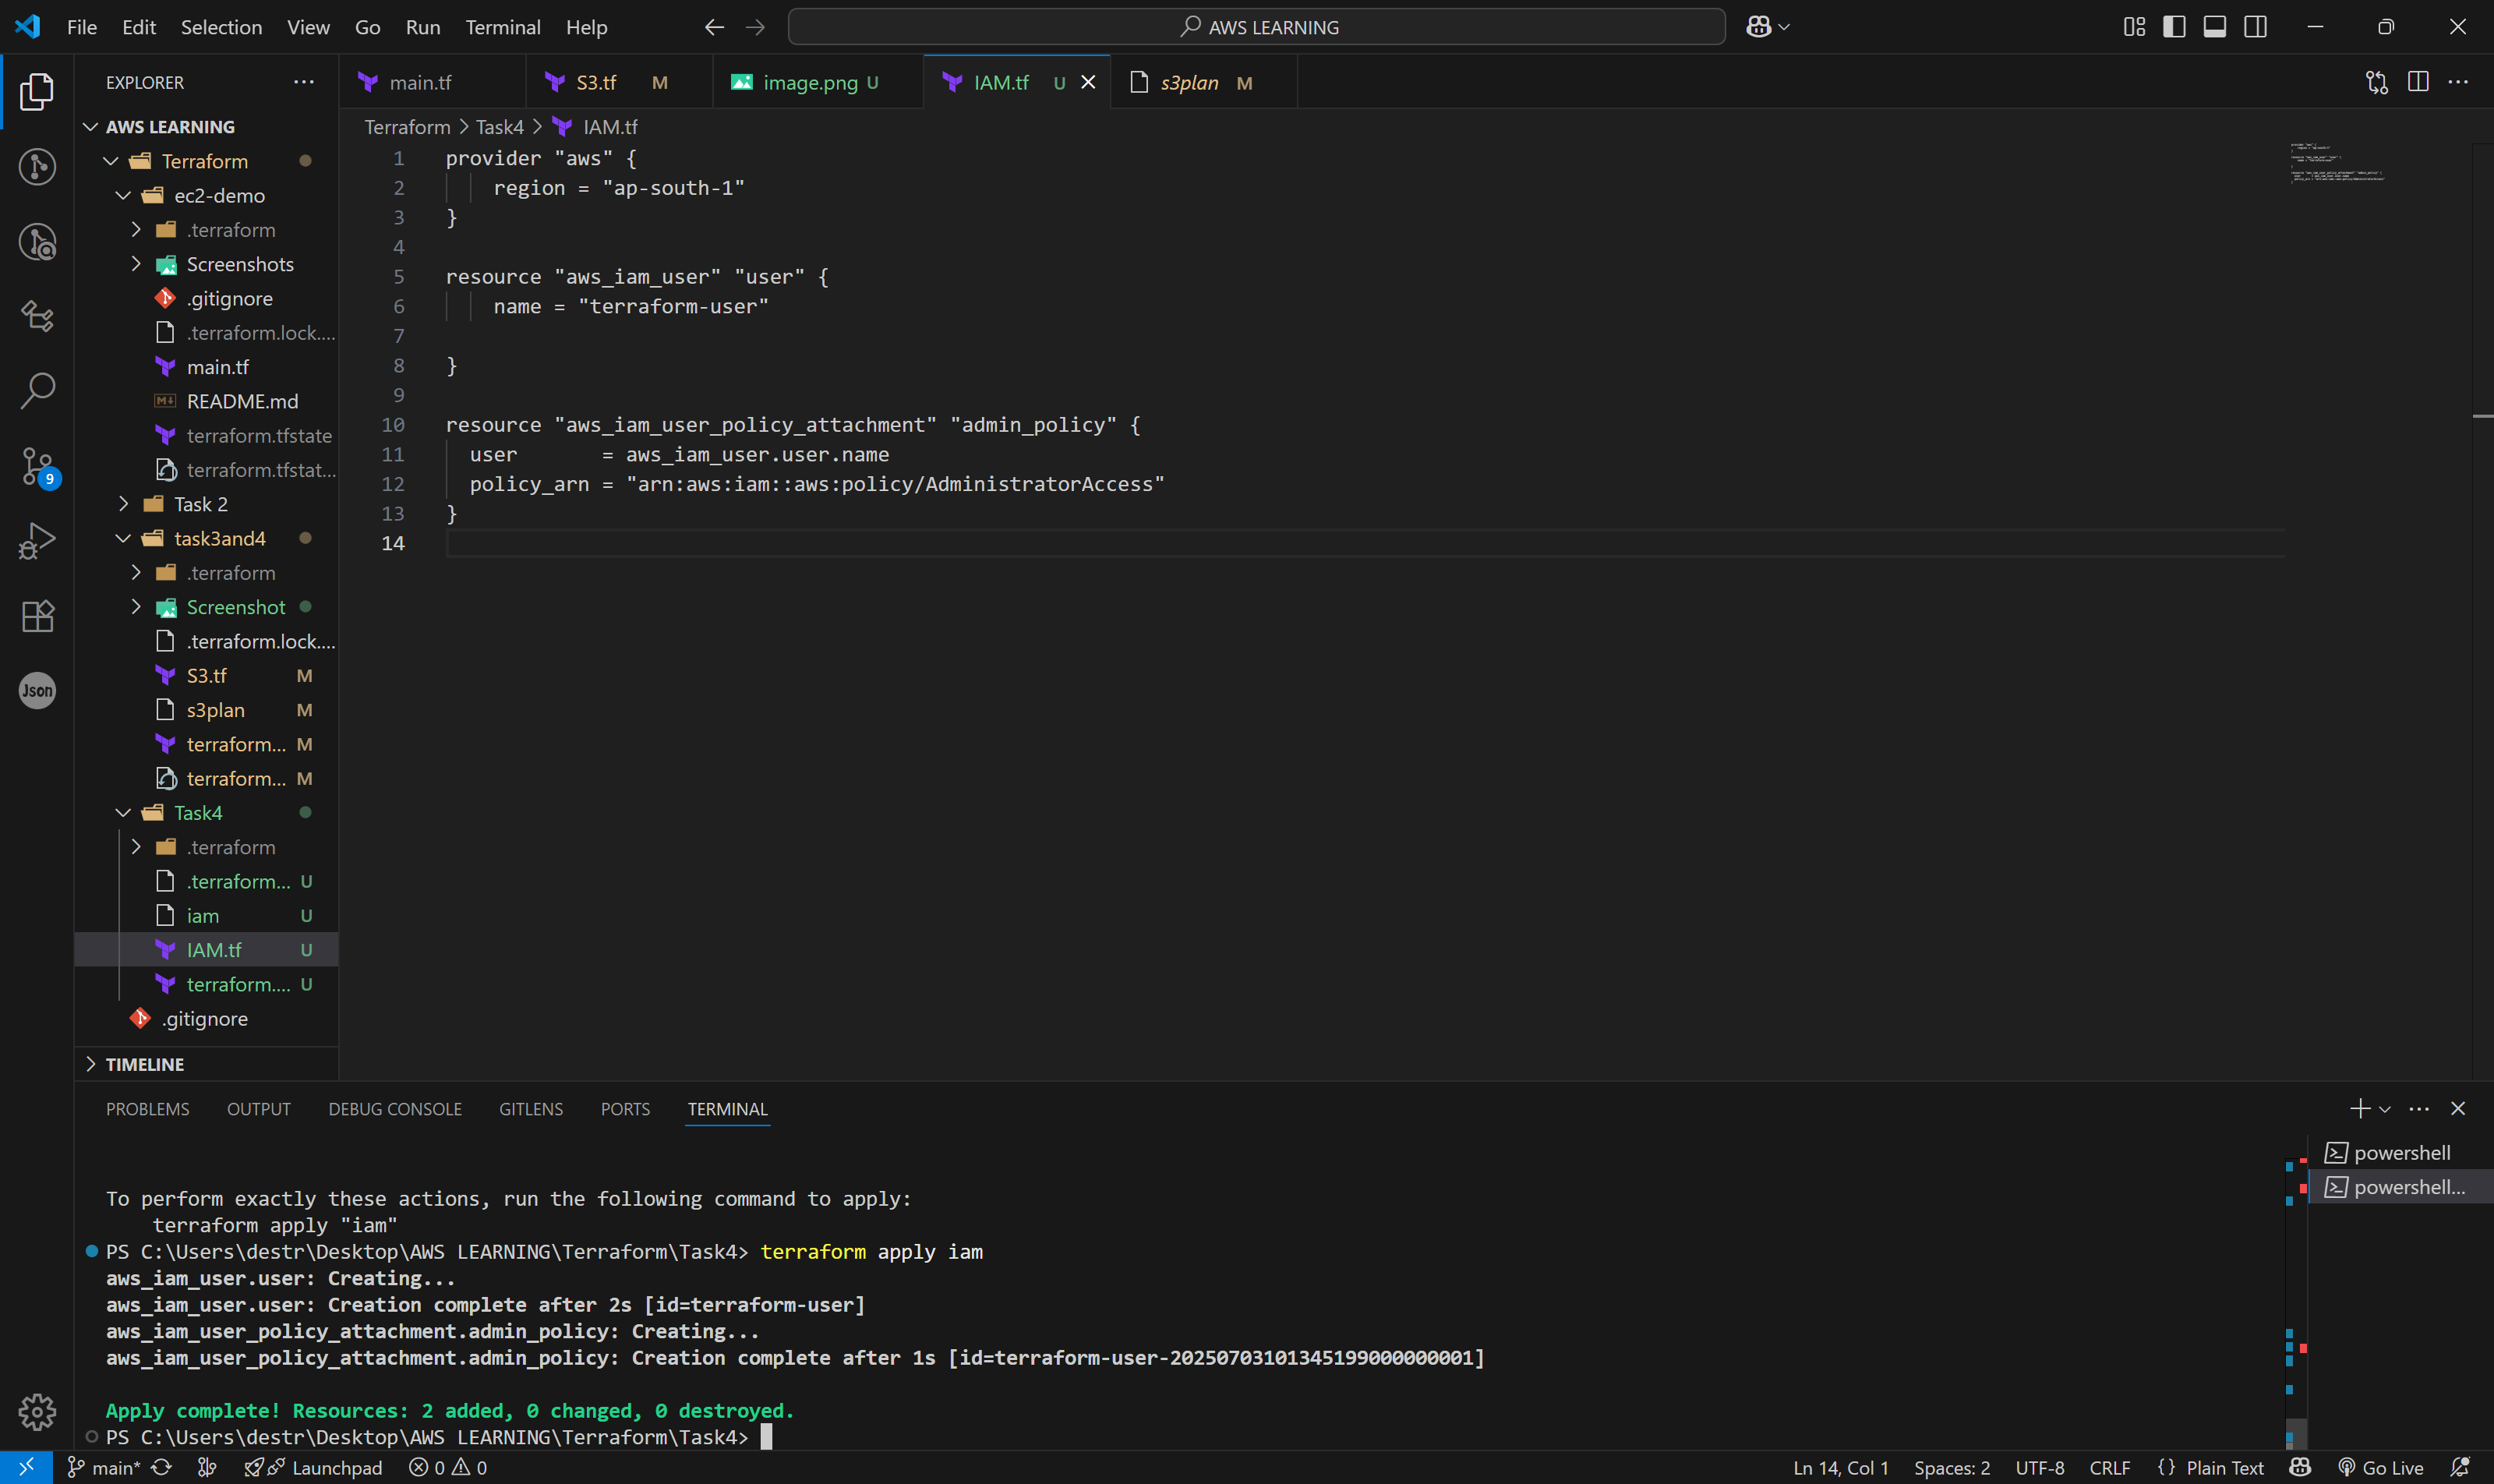 File Edit Selection View Go Run Terminal Help
AWS LEARNING
EXPLORER
main.tf
S3.tf M
image.png U
IAM.tf U
s3plan M
AWS LEARNING
Terraform
ec2-demo
.terraform
Screenshots
.gitignore
.terraform.lock....
main.tf
README.md
terraform.tfstate
terraform.tfstat...
Task 2
task3and4
.terraform
Screenshot
.terraform.lock....
S3.tf M
s3plan M
terraform... M
terraform... M
Task4
.terraform
.terraform... U
iam U
IAM.tf U
terraform.... U
.gitignore
TIMELINE
9
Json
Terraform > Task4 > IAM.tf
1 provider "aws" {
2 region = "ap-south-1"
3 }
4
5 resource "aws_iam_user" "user" {
6 name = "terraform-user"
7
8 }
9
10 resource "aws_iam_user_policy_attachment" "admin_policy" {
11 user = aws_iam_user.user.name
12 policy_arn = "arn:aws:iam::aws:policy/AdministratorAccess"
13 }
14
PROBLEMS OUTPUT DEBUG CONSOLE GITLENS PORTS TERMINAL
powershell
powershell...
To perform exactly these actions, run the following command to apply:
terraform apply "iam"
PS C:\Users\destr\Desktop\AWS LEARNING\Terraform\Task4> terraform apply iam
aws_iam_user.user: Creating...
aws_iam_user.user: Creation complete after 2s [id=terraform-user]
aws_iam_user_policy_attachment.admin_policy: Creating...
aws_iam_user_policy_attachment.admin_policy: Creation complete after 1s [id=terraform-user-20250703101345199000000001]
Apply complete! Resources: 2 added, 0 changed, 0 destroyed.
PS C:\Users\destr\Desktop\AWS LEARNING\Terraform\Task4>
main* Launchpad 0 0 Ln 14, Col 1 Spaces: 2 UTF-8 CRLF {} Plain Text Go Live